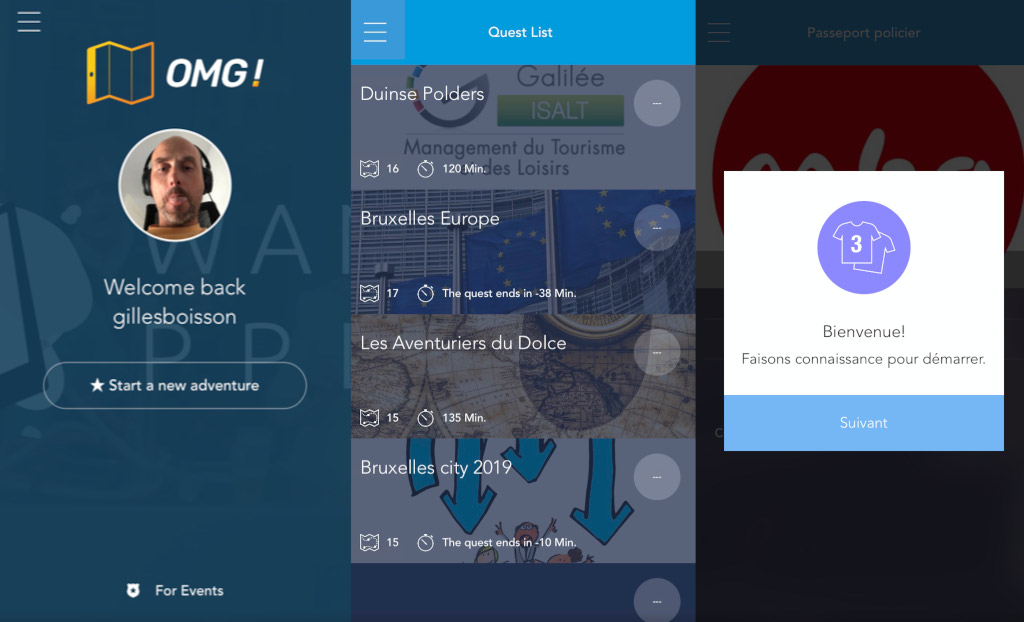 OMG!
WAN
PPI
Welcome back
gillesboisson
★ Start a new adventure
For Events
Quest List
Galilée
ISALT
Management du Tourisme
des Loisirs
Duinse Polders
...
16
120 Min.
Bruxelles Europe
...
17
The quest ends in -38 Min.
Les Aventuriers du Dolce
...
15
135 Min.
Bruxelles city 2019
...
15
The quest ends in -10 Min.
...
Passeport policier
3
Bienvenue!
Faisons connaissance pour démarrer.
Suivant